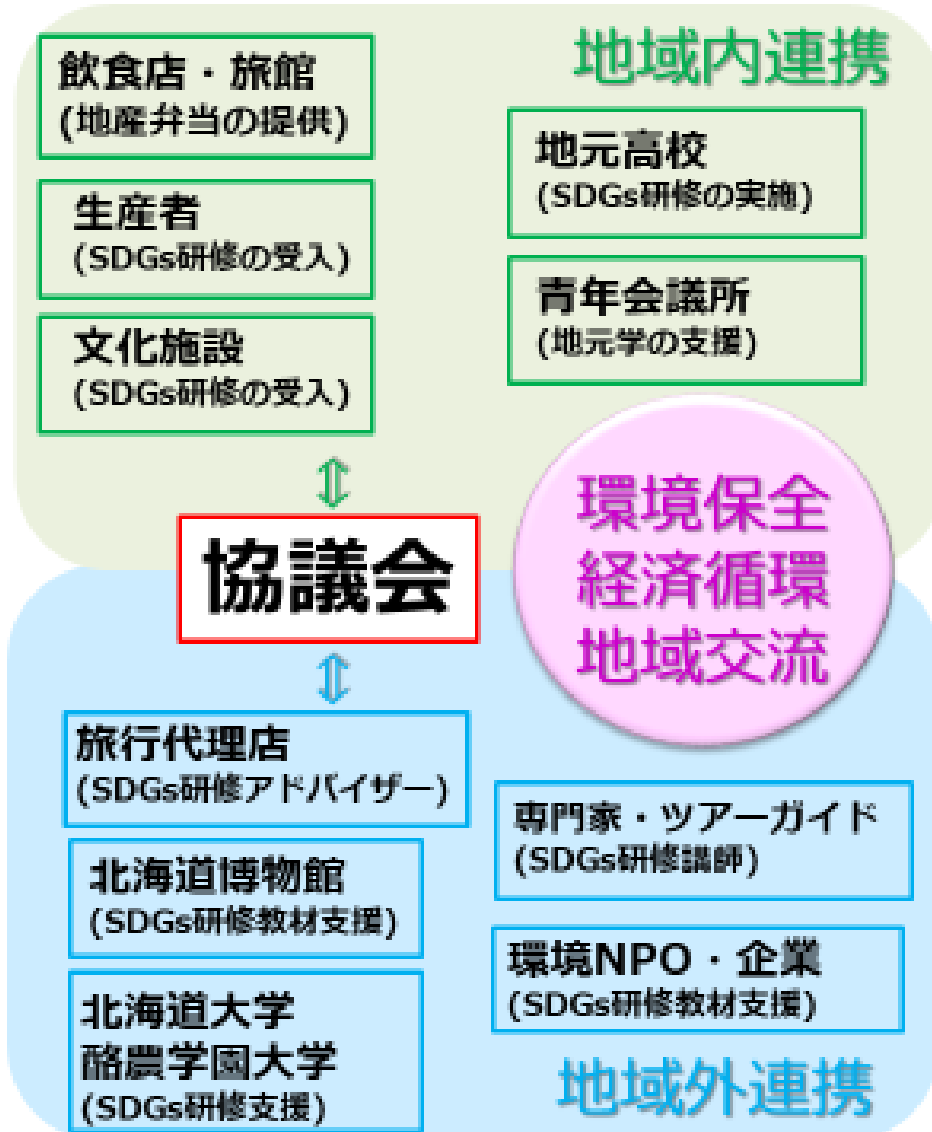 地域内連携
飲食店・旅館
(地産弁当の提供)
生産者
(SDGs研修の受入)
文化施設
(SDGs研修の受入)
地元高校
(SDGs研修の実施)
青年会議所
(地元学の支援)
協議会
環境保全
経済循環
地域交流
旅行代理店
(SDGs研修アドバイザー)
北海道博物館
(SDGs研修教材支援)
北海道大学
酪農学園大学
(SDGs研修支援)
専門家・ツアーガイド
(SDGs研修講師)
環境NPO・企業
(SDGs研修教材支援)
地域外連携